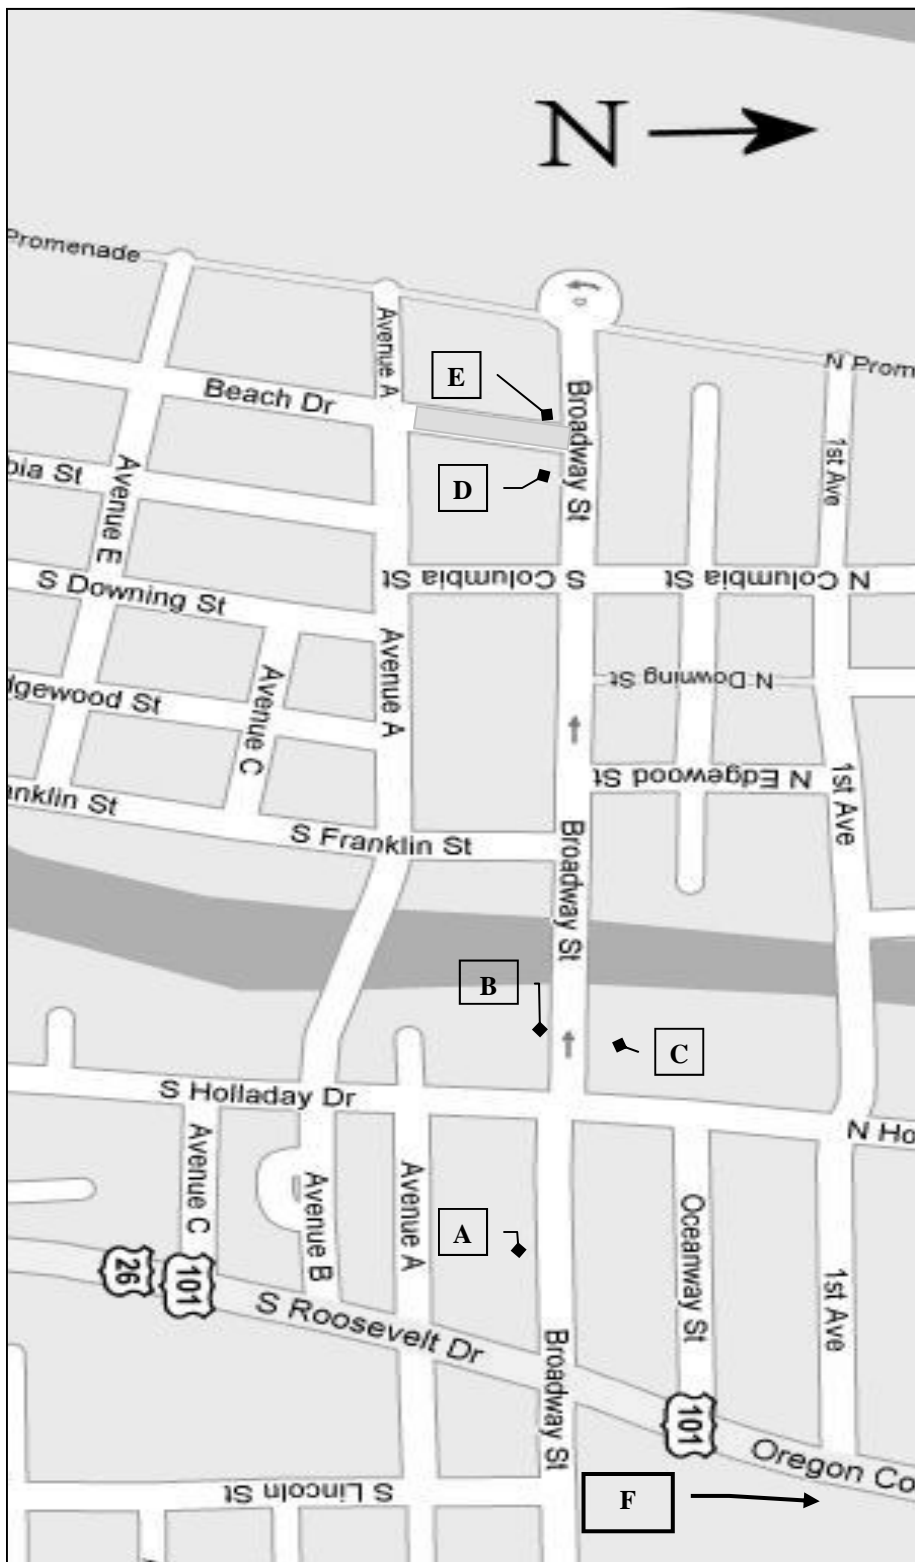 N
Promenade
Avenue A
E
N Prom
Beach Dr
Broadway St
1st Ave
bia St
Avenue E
D
S Columbia St
N Columbia St
S Downing St
Avenue A
N Downing St
dgewood St
Avenue C
N Edgewood St
1st Ave
anklin St
S Franklin St
Broadway St
B
C
S Holladay Dr
N Ho
Avenue C
Avenue B
Avenue A
A
Oceanway St
1st Ave
26
101
S Roosevelt Dr
Broadway St
101
Oregon Co
S Lincoln St
F